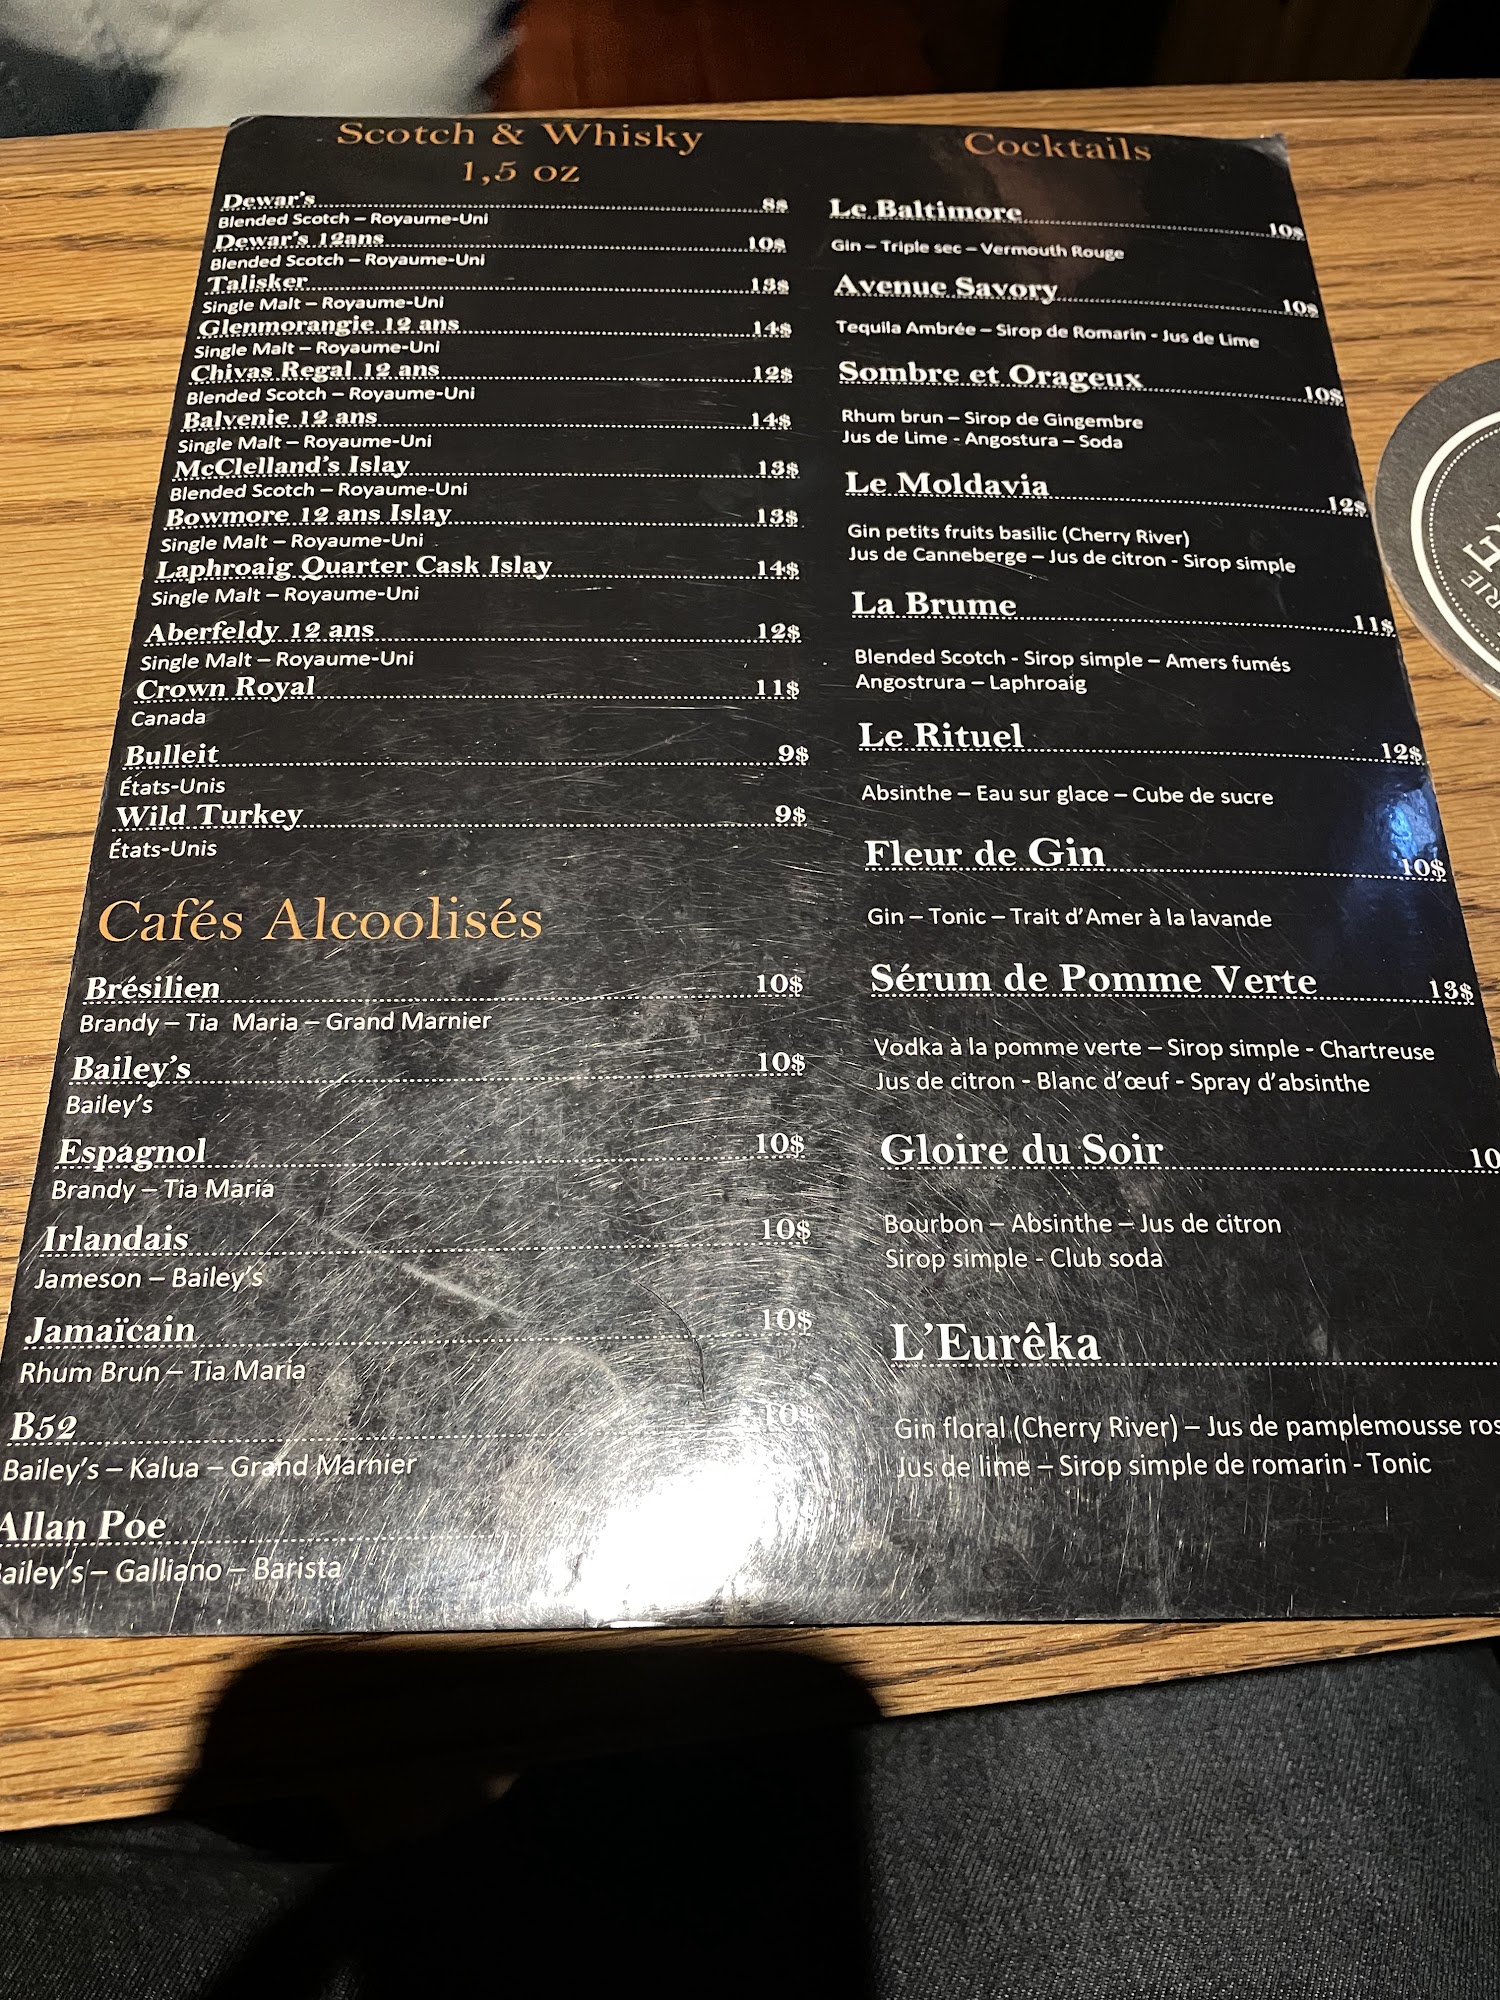 Scotch & Whisky
1,5 oz
Dewar's 8$
Blended Scotch – Royaume-Uni
Dewar's 12ans 10$
Blended Scotch – Royaume-Uni
Talisker 13$
Single Malt – Royaume-Uni
Glenmorangie 12 ans 14$
Single Malt – Royaume-Uni
Chivas Regal 12 ans 12$
Blended Scotch – Royaume-Uni
Balvenie 12 ans 14$
Single Malt – Royaume-Uni
McClelland's Islay 13$
Blended Scotch – Royaume-Uni
Bowmore 12 ans Islay 13$
Single Malt – Royaume-Uni
Laphroaig Quarter Cask Islay 14$
Single Malt – Royaume-Uni
Aberfeldy 12 ans 12$
Single Malt – Royaume-Uni
Crown Royal 11$
Canada
Bulleit 9$
États-Unis
Wild Turkey 9$
États-Unis
Cafés Alcoolisés
Brésilien 10$
Brandy – Tia Maria – Grand Marnier
Bailey's 10$
Bailey's
Espagnol 10$
Brandy – Tia Maria
Irlandais 10$
Jameson – Bailey's
Jamaïcain 10$
Rhum Brun – Tia Maria
B52 10$
Bailey's – Kalua – Grand Marnier
Allan Poe
Bailey's – Galliano – Barista
Cocktails
Le Baltimore 10$
Gin – Triple sec – Vermouth Rouge
Avenue Savory 10$
Tequila Ambrée – Sirop de Romarin - Jus de Lime
Sombre et Orageux 10$
Rhum brun – Sirop de Gingembre
Jus de Lime - Angostura – Soda
Le Moldavia 12$
Gin petits fruits basilic (Cherry River)
Jus de Canneberge – Jus de citron - Sirop simple
La Brume 11$
Blended Scotch - Sirop simple – Amers fumés
Angostrura – Laphroaig
Le Rituel 12$
Absinthe – Eau sur glace – Cube de sucre
Fleur de Gin 10$
Gin – Tonic – Trait d'Amer à la lavande
Sérum de Pomme Verte 13$
Vodka à la pomme verte – Sirop simple - Chartreuse
Jus de citron - Blanc d'œuf - Spray d'absinthe
Gloire du Soir 10
Bourbon – Absinthe – Jus de citron
Sirop simple - Club soda
L'Eurêka
Gin floral (Cherry River) – Jus de pamplemousse ros
Jus de lime – Sirop simple de romarin - Tonic